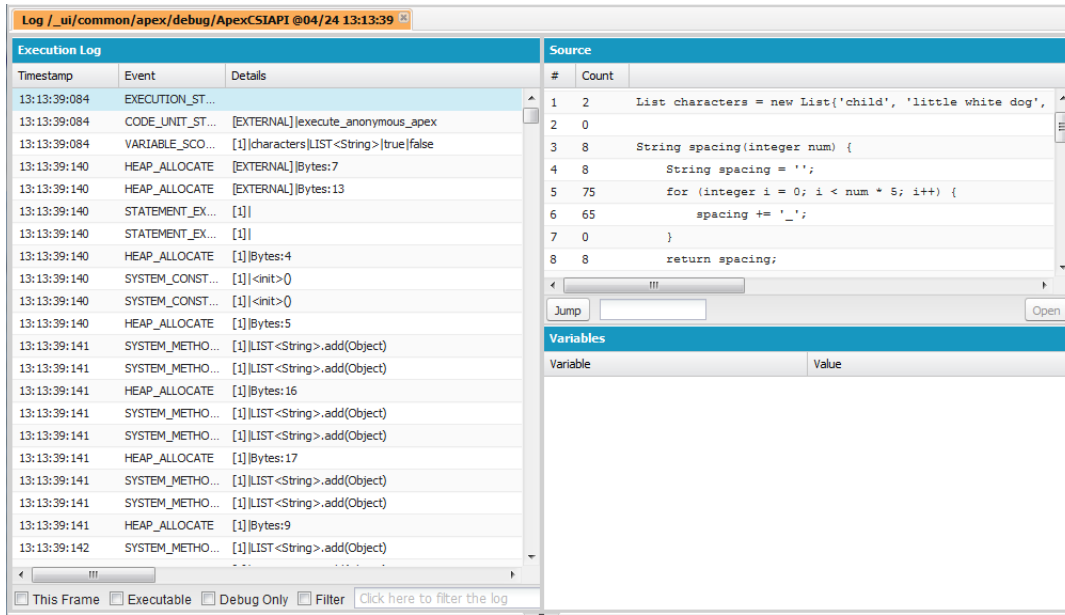 Log /_ui/common/apex/debug/ApexCSIAPI @04/24 13:13:39
Execution Log
Timestamp Event Details
13:13:39:084 EXECUTION_ST...
13:13:39:084 CODE_UNIT_ST... [EXTERNAL]|execute_anonymous_apex
13:13:39:084 VARIABLE_SCO... [1]|characters|LIST<String>|true|false
13:13:39:140 HEAP_ALLOCATE [EXTERNAL]|Bytes:7
13:13:39:140 HEAP_ALLOCATE [EXTERNAL]|Bytes:13
13:13:39:140 STATEMENT_EX... [1]|
13:13:39:140 STATEMENT_EX... [1]|
13:13:39:140 HEAP_ALLOCATE [1]|Bytes:4
13:13:39:140 SYSTEM_CONST... [1]|<init>()
13:13:39:140 SYSTEM_CONST... [1]|<init>()
13:13:39:140 HEAP_ALLOCATE [1]|Bytes:5
13:13:39:141 SYSTEM_METHO... [1]|LIST<String>.add(Object)
13:13:39:141 SYSTEM_METHO... [1]|LIST<String>.add(Object)
13:13:39:141 HEAP_ALLOCATE [1]|Bytes:16
13:13:39:141 SYSTEM_METHO... [1]|LIST<String>.add(Object)
13:13:39:141 SYSTEM_METHO... [1]|LIST<String>.add(Object)
13:13:39:141 HEAP_ALLOCATE [1]|Bytes:17
13:13:39:141 SYSTEM_METHO... [1]|LIST<String>.add(Object)
13:13:39:141 SYSTEM_METHO... [1]|LIST<String>.add(Object)
13:13:39:141 HEAP_ALLOCATE [1]|Bytes:9
13:13:39:142 SYSTEM_METHO... [1]|LIST<String>.add(Object)
This Frame Executable Debug Only Filter Click here to filter the log
Source
# Count
1 2 List characters = new List{'child', 'little white dog',
2 0
3 8 String spacing(integer num) {
4 8 String spacing = '';
5 75 for (integer i = 0; i < num * 5; i++) {
6 65 spacing += '_';
7 0 }
8 8 return spacing;
Jump Open
Variables
Variable Value